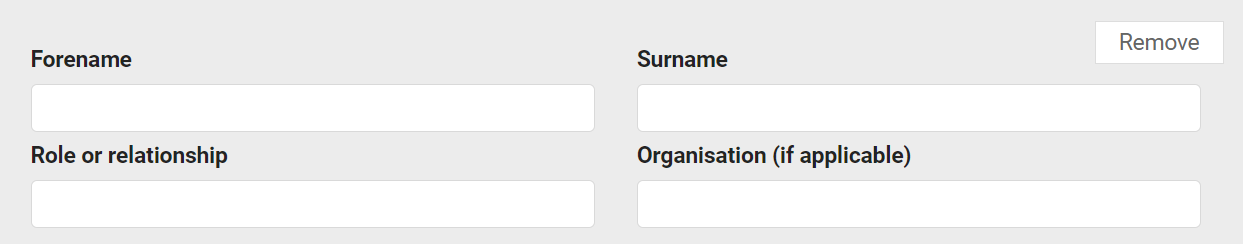 Remove
Forename
Surname
Role or relationship
Organisation (if applicable)